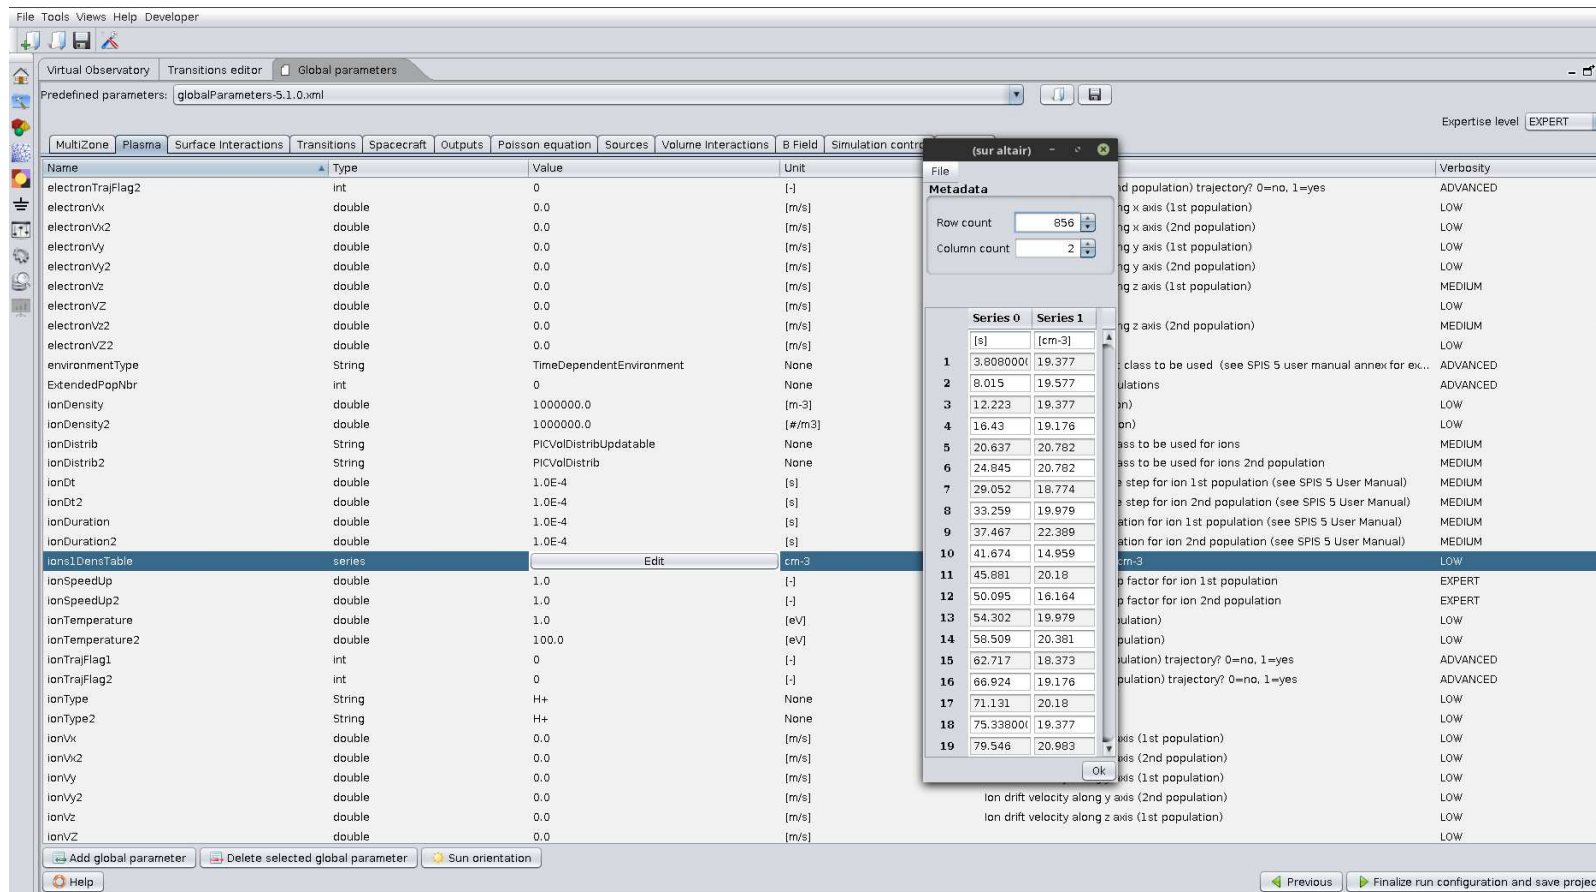 File Tools Views Help Developer
Virtual Observatory Transitions editor Global parameters
Predefined parameters: globalParameters-5.1.0.xml
Expertise level EXPERT
MultiZone Plasma Surface Interactions Transitions Spacecraft Outputs Poisson equation Sources Volume Interactions B Field Simulation contro
Name Type Value Unit Verbosity
electronTrajFlag2 int 0 [-] nd population) trajectory? 0=no, 1=yes ADVANCED
electronVx double 0.0 [m/s] ng x axis (1st population) LOW
electronVx2 double 0.0 [m/s] ng x axis (2nd population) LOW
electronVy double 0.0 [m/s] ng y axis (1st population) LOW
electronVy2 double 0.0 [m/s] ng y axis (2nd population) LOW
electronVz double 0.0 [m/s] ng z axis (1st population) MEDIUM
electronVZ double 0.0 [m/s] LOW
electronVz2 double 0.0 [m/s] ng z axis (2nd population) MEDIUM
electronVZ2 double 0.0 [m/s] LOW
environmentType String TimeDependentEnvironment None class to be used (see SPIS 5 user manual annex for ex... ADVANCED
ExtendedPopNbr int 0 None ulations ADVANCED
ionDensity double 1000000.0 [m-3] on) LOW
ionDensity2 double 1000000.0 [#/m3] on) LOW
ionDistrib String PICVolDistribUpdatable None ass to be used for ions MEDIUM
ionDistrib2 String PICVolDistrib None ass to be used for ions 2nd population MEDIUM
ionDt double 1.0E-4 [s] e step for ion 1st population (see SPIS 5 User Manual) MEDIUM
ionDt2 double 1.0E-4 [s] e step for ion 2nd population (see SPIS 5 User Manual) MEDIUM
ionDuration double 1.0E-4 [s] ation for ion 1st population (see SPIS 5 User Manual) MEDIUM
ionDuration2 double 1.0E-4 [s] ation for ion 2nd population (see SPIS 5 User Manual) MEDIUM
ions1DensTable series Edit cm-3 cm-3 LOW
ionSpeedUp double 1.0 [-] p factor for ion 1st population EXPERT
ionSpeedUp2 double 1.0 [-] p factor for ion 2nd population EXPERT
ionTemperature double 1.0 [eV] ulation) LOW
ionTemperature2 double 100.0 [eV] pulation) LOW
ionTrajFlag1 int 0 [-] ulation) trajectory? 0=no, 1=yes ADVANCED
ionTrajFlag2 int 0 [-] pulation) trajectory? 0=no, 1=yes ADVANCED
ionType String H+ None LOW
ionType2 String H+ None LOW
ionVx double 0.0 [m/s] axis (1st population) LOW
ionVx2 double 0.0 [m/s] axis (2nd population) LOW
ionVy double 0.0 [m/s] axis (1st population) LOW
ionVy2 double 0.0 [m/s] Ion drift velocity along y axis (2nd population) LOW
ionVz double 0.0 [m/s] Ion drift velocity along z axis (1st population) LOW
ionVZ double 0.0 [m/s] LOW
(sur altair)
File
Metadata
Row count 856
Column count 2
Series 0 Series 1
[s] [cm-3]
1 3.808000( 19.377
2 8.015 19.577
3 12.223 19.377
4 16.43 19.176
5 20.637 20.782
6 24.845 20.782
7 29.052 18.774
8 33.259 19.979
9 37.467 22.389
10 41.674 14.959
11 45.881 20.18
12 50.095 16.164
13 54.302 19.979
14 58.509 20.381
15 62.717 18.373
16 66.924 19.176
17 71.131 20.18
18 75.33800( 19.377
19 79.546 20.983
Ok
Add global parameter Delete selected global parameter Sun orientation
Help Previous Finalize run configuration and save projec